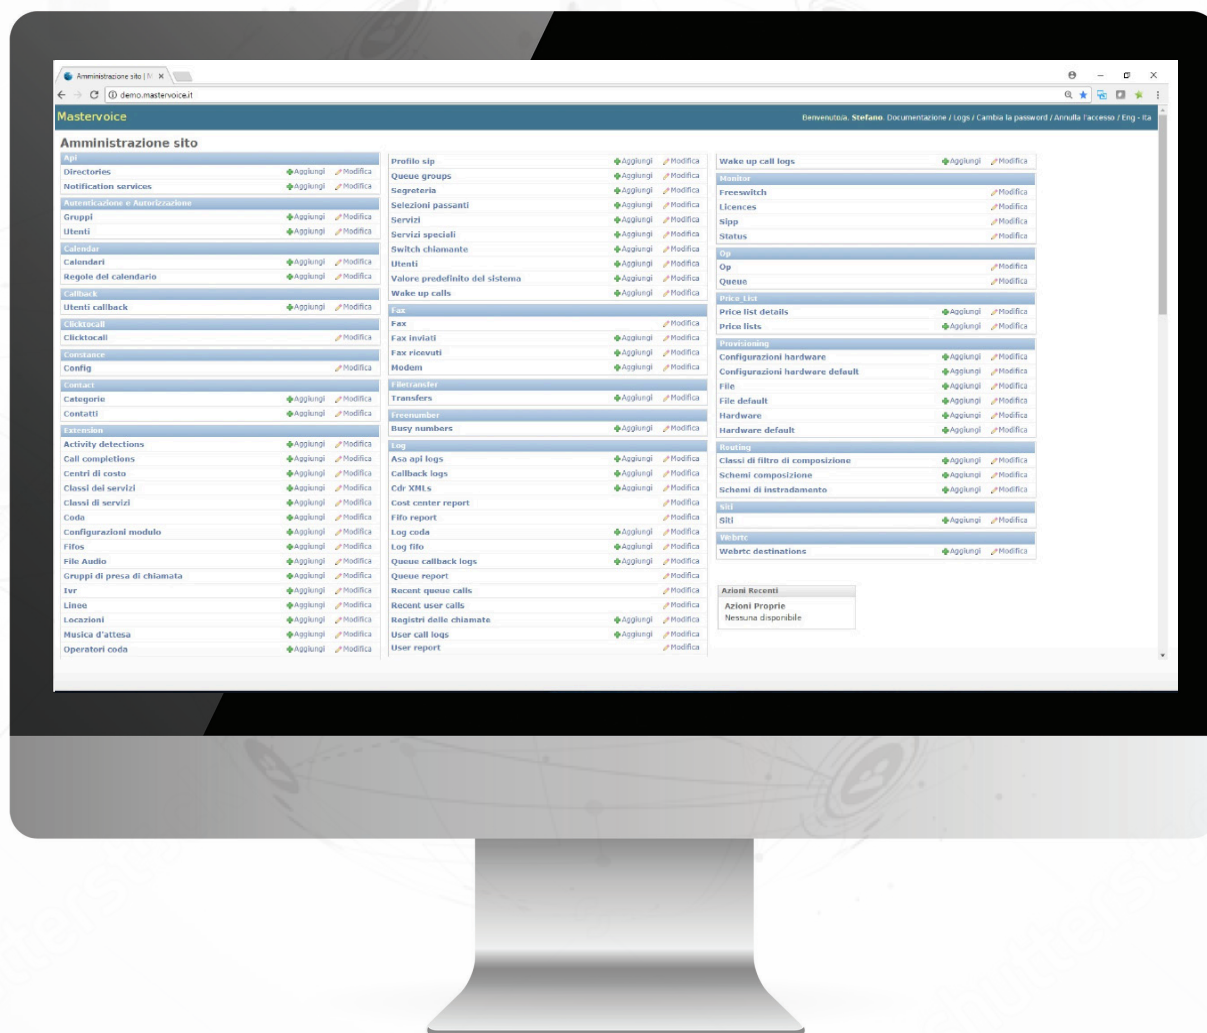 Amministrazione sito | M
demo.mastervoice.it
Mastervoice
Benvenuto/a, Stefano. Documentazione / Logs / Cambia la password / Annulla l'accesso / Eng - Ita
Amministrazione sito
Api
Directories Aggiungi Modifica
Notification services Aggiungi Modifica
Autenticazione e Autorizzazione
Gruppi Aggiungi Modifica
Utenti Aggiungi Modifica
Calendar
Calendari Aggiungi Modifica
Regole del calendario Aggiungi Modifica
Callback
Utenti callback Aggiungi Modifica
Clicktocall
Clicktocall Modifica
Constance
Config Modifica
Contact
Categorie Aggiungi Modifica
Contatti Aggiungi Modifica
Extension
Activity detections Aggiungi Modifica
Call completions Aggiungi Modifica
Centri di costo Aggiungi Modifica
Classi dei servizi Aggiungi Modifica
Classi di servizi Aggiungi Modifica
Coda Aggiungi Modifica
Configurazioni modulo Aggiungi Modifica
Fifos Aggiungi Modifica
File Audio Aggiungi Modifica
Gruppi di presa di chiamata Aggiungi Modifica
Ivr Aggiungi Modifica
Linee Aggiungi Modifica
Locazioni Aggiungi Modifica
Musica d'attesa Aggiungi Modifica
Operatori coda Aggiungi Modifica
Profilo sip Aggiungi Modifica
Queue groups Aggiungi Modifica
Segreteria Aggiungi Modifica
Selezioni passanti Aggiungi Modifica
Servizi Aggiungi Modifica
Servizi speciali Aggiungi Modifica
Switch chiamante Aggiungi Modifica
Utenti Aggiungi Modifica
Valore predefinito del sistema Aggiungi Modifica
Wake up calls Aggiungi Modifica
Fax
Fax Modifica
Fax inviati Aggiungi Modifica
Fax ricevuti Aggiungi Modifica
Modem Aggiungi Modifica
Filetransfer
Transfers Aggiungi Modifica
Freenumber
Busy numbers Aggiungi Modifica
Log
Asa api logs Aggiungi Modifica
Callback logs Aggiungi Modifica
Cdr XMLs Aggiungi Modifica
Cost center report Modifica
Fifo report Modifica
Log coda Aggiungi Modifica
Log fifo Aggiungi Modifica
Queue callback logs Aggiungi Modifica
Queue report Modifica
Recent queue calls Modifica
Recent user calls Modifica
Registri delle chiamate Aggiungi Modifica
User call logs Aggiungi Modifica
User report Modifica
Wake up call logs Aggiungi Modifica
Monitor
Freeswitch Modifica
Licences Modifica
Sipp Modifica
Status Modifica
Op
Op Modifica
Queue Modifica
Price_List
Price list details Aggiungi Modifica
Price lists Aggiungi Modifica
Provisioning
Configurazioni hardware Aggiungi Modifica
Configurazioni hardware default Aggiungi Modifica
File Aggiungi Modifica
File default Aggiungi Modifica
Hardware Aggiungi Modifica
Hardware default Aggiungi Modifica
Routing
Classi di filtro di composizione Aggiungi Modifica
Schemi composizione Aggiungi Modifica
Schemi di instradamento Aggiungi Modifica
Siti
Siti Aggiungi Modifica
Webrtc
Webrtc destinations Aggiungi Modifica
Azioni Recenti
Azioni Proprie
Nessuna disponibile